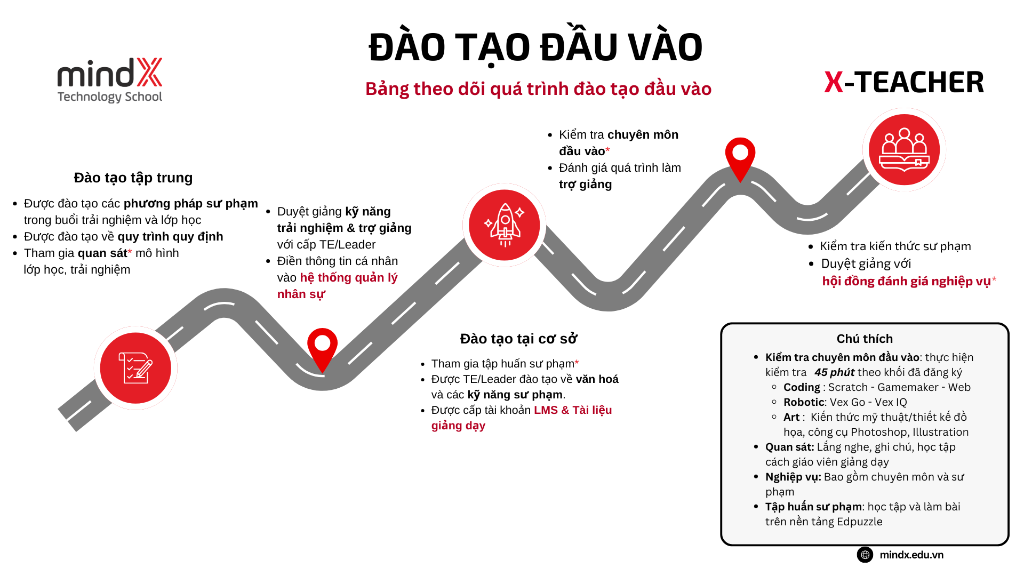 mindX
Technology School
ĐÀO TẠO ĐẦU VÀO
Bảng theo dõi quá trình đào tạo đầu vào
X-TEACHER
Đào tạo tập trung
• Được đào tạo các phương pháp sư phạm
trong buổi trải nghiệm và lớp học
• Được đào tạo về quy trình quy định
• Tham gia quan sát* mô hình
lớp học, trải nghiệm
• Duyệt giảng kỹ năng
trải nghiệm & trợ giảng
với cấp TE/Leader
• Điền thông tin cá nhân
vào hệ thống quản lý
nhân sự
Đào tạo tại cơ sở
• Tham gia tập huấn sư phạm*
• Được TE/Leader đào tạo về văn hoá
và các kỹ năng sư phạm.
• Được cấp tài khoản LMS & Tài liệu
giảng dạy
• Kiểm tra chuyên môn
đầu vào*
• Đánh giá quá trình làm
trợ giảng
• Kiểm tra kiến thức sư phạm
• Duyệt giảng với
hội đồng đánh giá nghiệp vụ*
Chú thích
• Kiểm tra chuyên môn đầu vào: thực hiện
kiểm tra 45 phút theo khối đã đăng ký
○ Coding : Scratch - Gamemaker - Web
○ Robotic: Vex Go - Vex IQ
○ Art : Kiến thức mỹ thuật/thiết kế đồ
họa, công cụ Photoshop, Illustration
• Quan sát: Lắng nghe, ghi chú, học tập
cách giáo viên giảng dạy
• Nghiệp vụ: Bao gồm chuyên môn và sư
phạm
• Tập huấn sư phạm: học tập và làm bài
trên nền tảng Edpuzzle
mindx.edu.vn